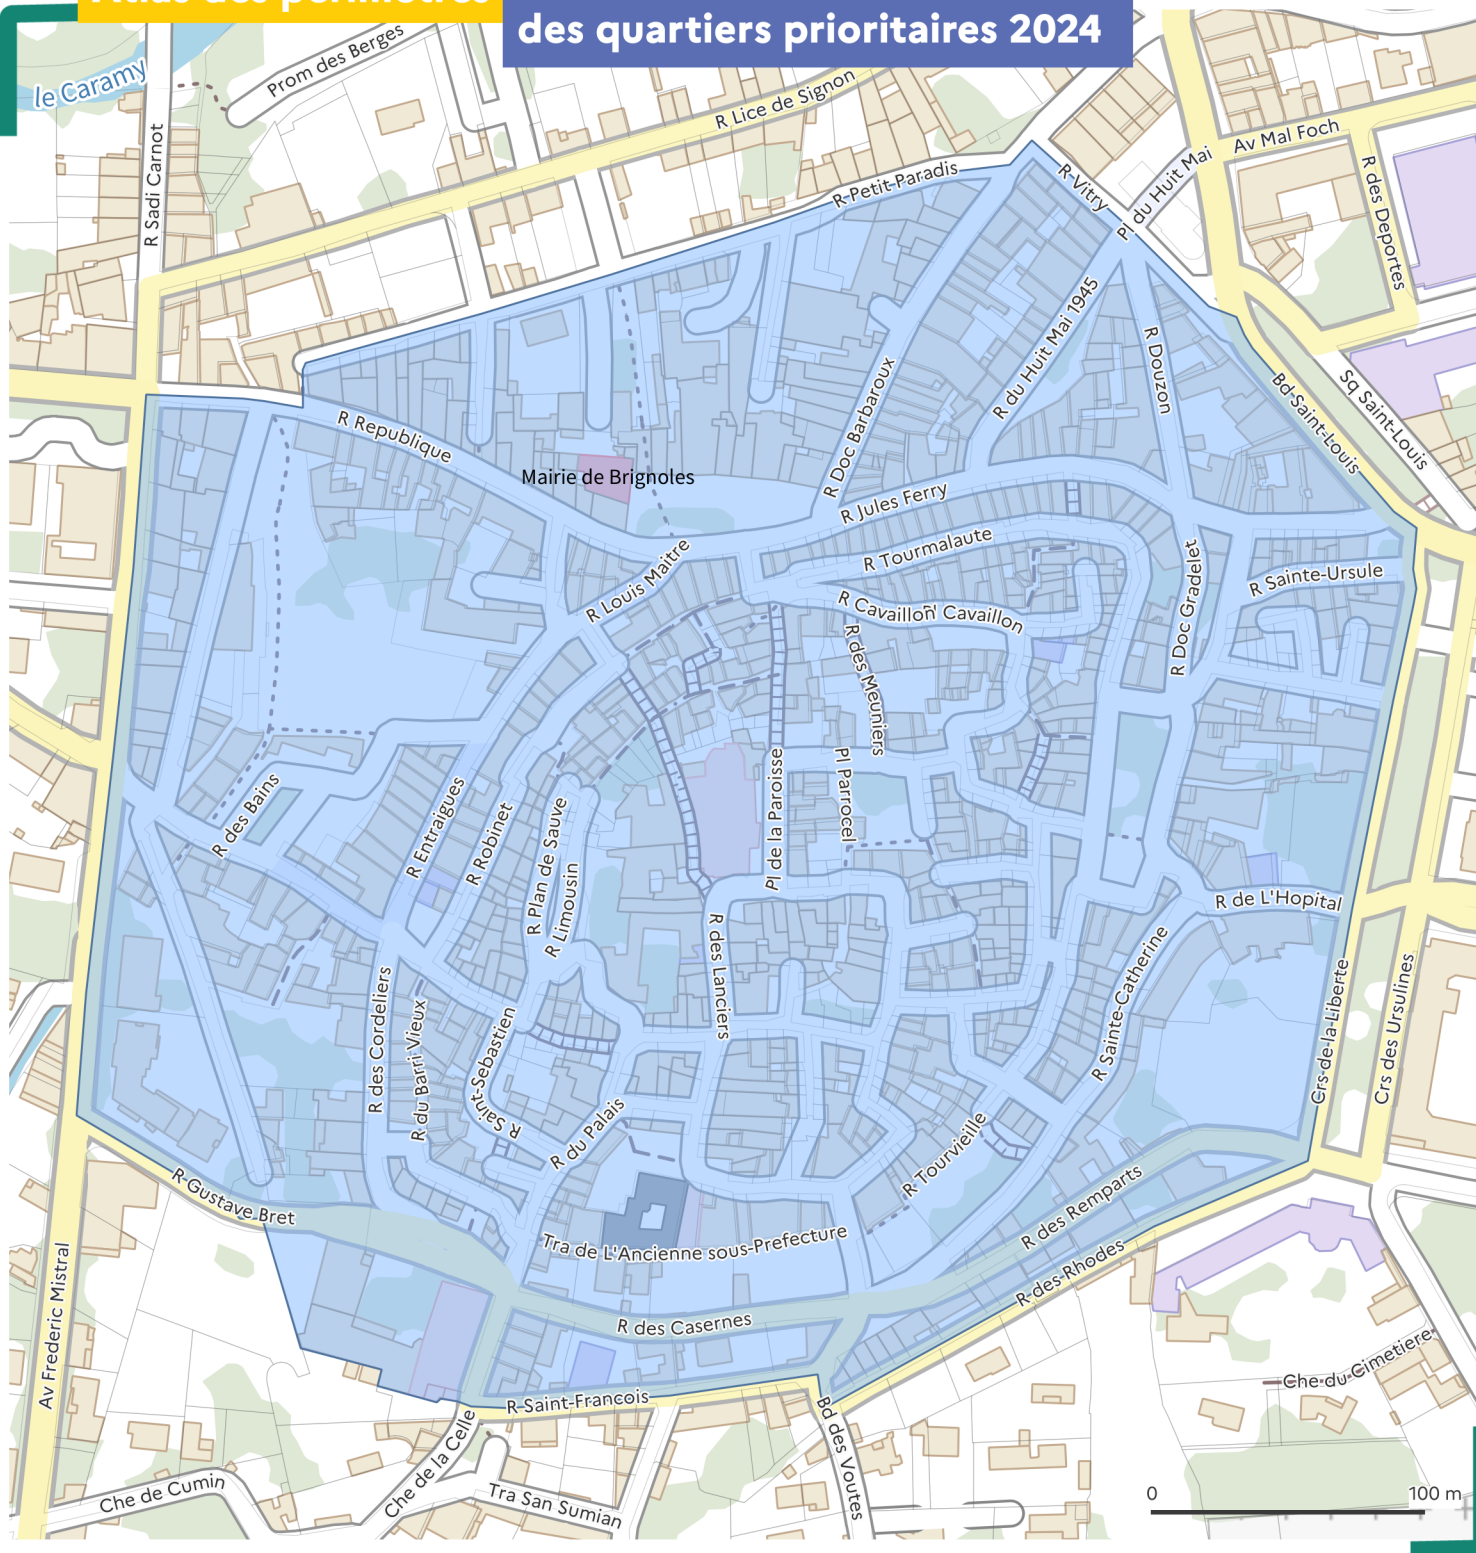 Atlas des périmètres
des quartiers prioritaires 2024
le Caramy
Prom des Berges
R Lice de Signon
R Sadi Carnot
R Petit Paradis
R Vitry
Pl du Huit Mai
Av Mal Foch
R des Deportes
R du Huit Mai 1945
R Douzon
Bd Saint-Louis
Sq Saint-Louis
R Republique
Mairie de Brignoles
R Doc Barbaroux
R Jules Ferry
R Tourmalaute
R Louis Maitre
R Cavaillon
R Cavaillon
R des Meuniers
R Doc Gradelet
R Sainte-Ursule
R des Bains
R Entraigues
R Robinet
R Plan de Sauve
R Limousin
Pl de la Paroisse
Pl Parrocel
R de L'Hopital
R des Lanciers
R Sainte-Catherine
Crs de la Liberte
Crs des Ursulines
R des Cordeliers
R du Barri Vieux
R Saint-Sebastien
R Saint-
R du Palais
R Tourvieille
R Gustave Bret
Tra de L'Ancienne sous-Prefecture
R des Remparts
R des Rhodes
R des Casernes
Av Frederic Mistral
R Saint-Francois
Bd des Voutes
Che du Cimetiere
Che de Cumin
Che de la Celle
Tra San Sumian
0 100 m